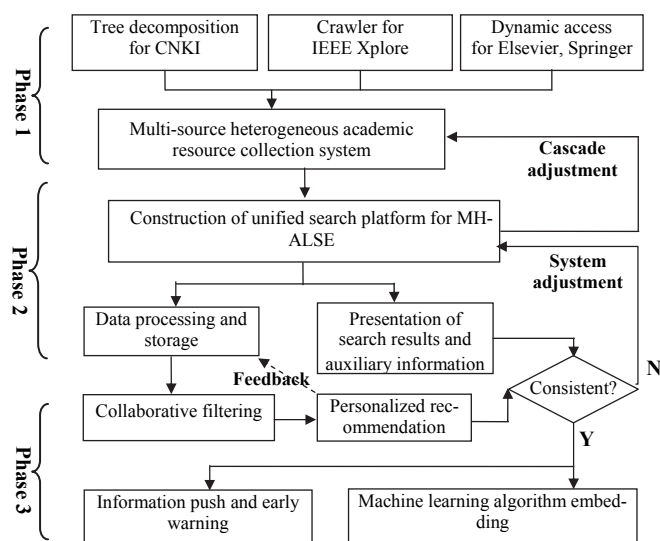 Phase 1
Tree decomposition
for CNKI
Crawler for
IEEE Xplore
Dynamic access
for Elsevier, Springer
Multi-source heterogeneous academic
resource collection system
Cascade
adjustment
Phase 2
Construction of unified search platform for MH-
ALSE
System
adjustment
Data processing and
storage
Presentation of
search results and
auxiliary information
Feedback
Consistent?
N
Phase 3
Collaborative filtering
Personalized rec-
ommendation
Y
Information push and early
warning
Machine learning algorithm embed-
ding